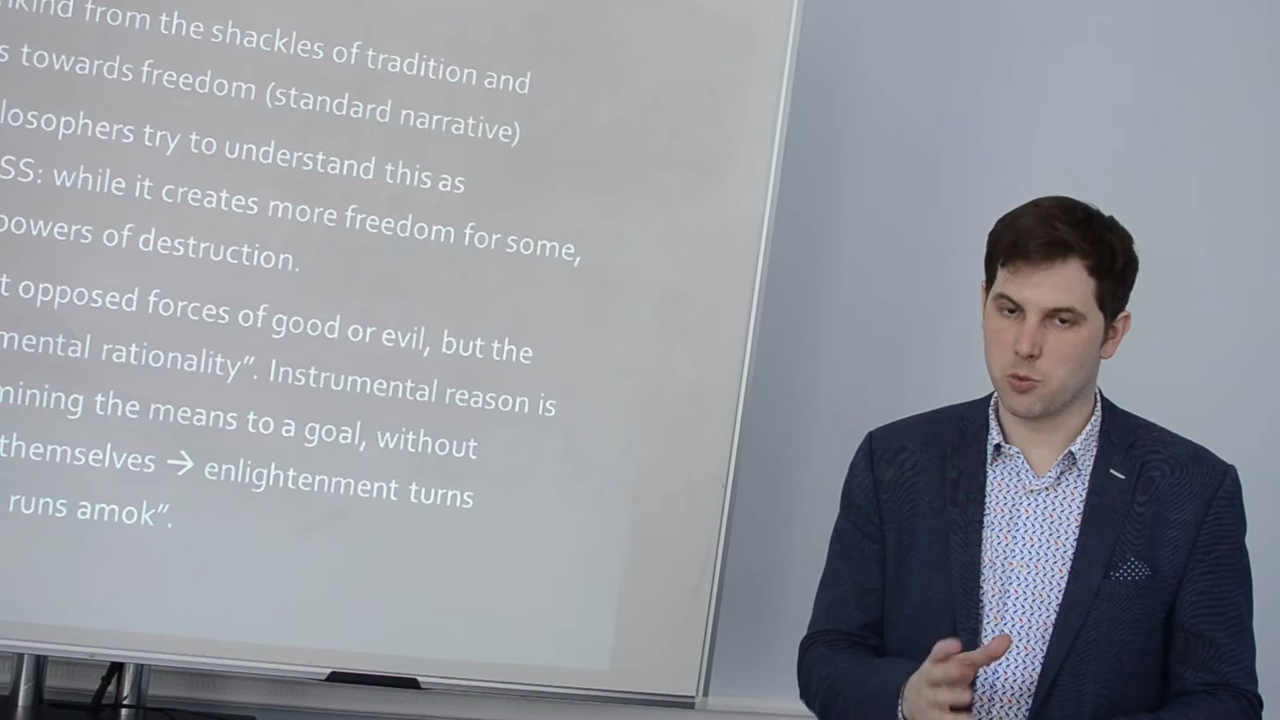 nkind from the shackles of tradition and
s towards freedom (standard narrative)
losophers try to understand this as
SS: while it creates more freedom for some,
powers of destruction.
t opposed forces of good or evil, but the
mental rationality”. Instrumental reason is
mining the means to a goal, without
themselves → enlightenment turns
runs amok”.